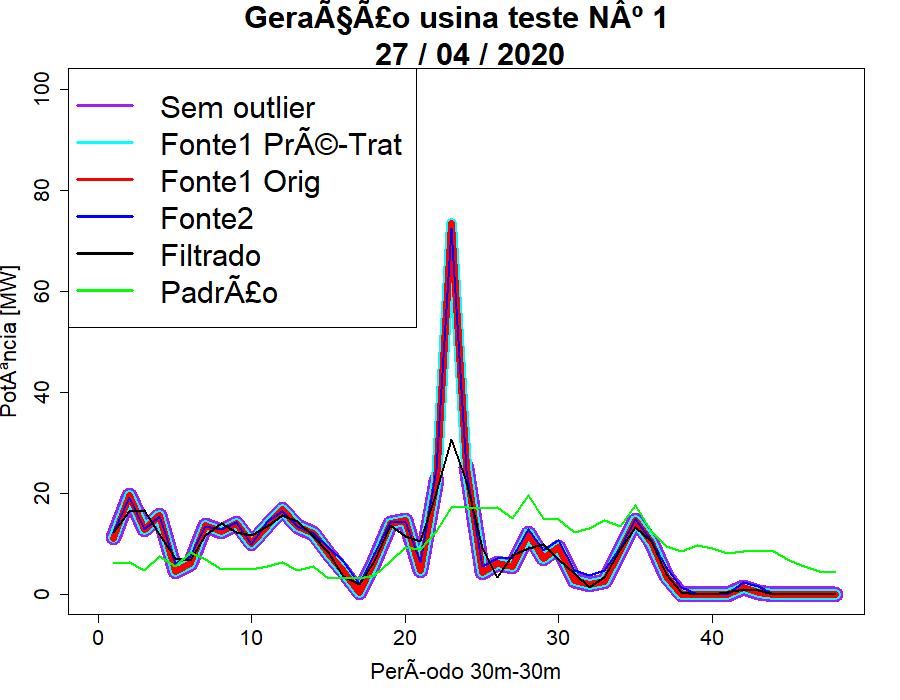 GeraÃ§Ã£o usina teste NÂº 1
27 / 04 / 2020
Sem outlier
Fonte1 PrÃ©-Trat
Fonte1 Orig
Fonte2
Filtrado
PadrÃ£o
PotÃªncia [MW]
100
80
60
40
20
0
0 10 20 30 40
PerÃ­odo 30m-30m